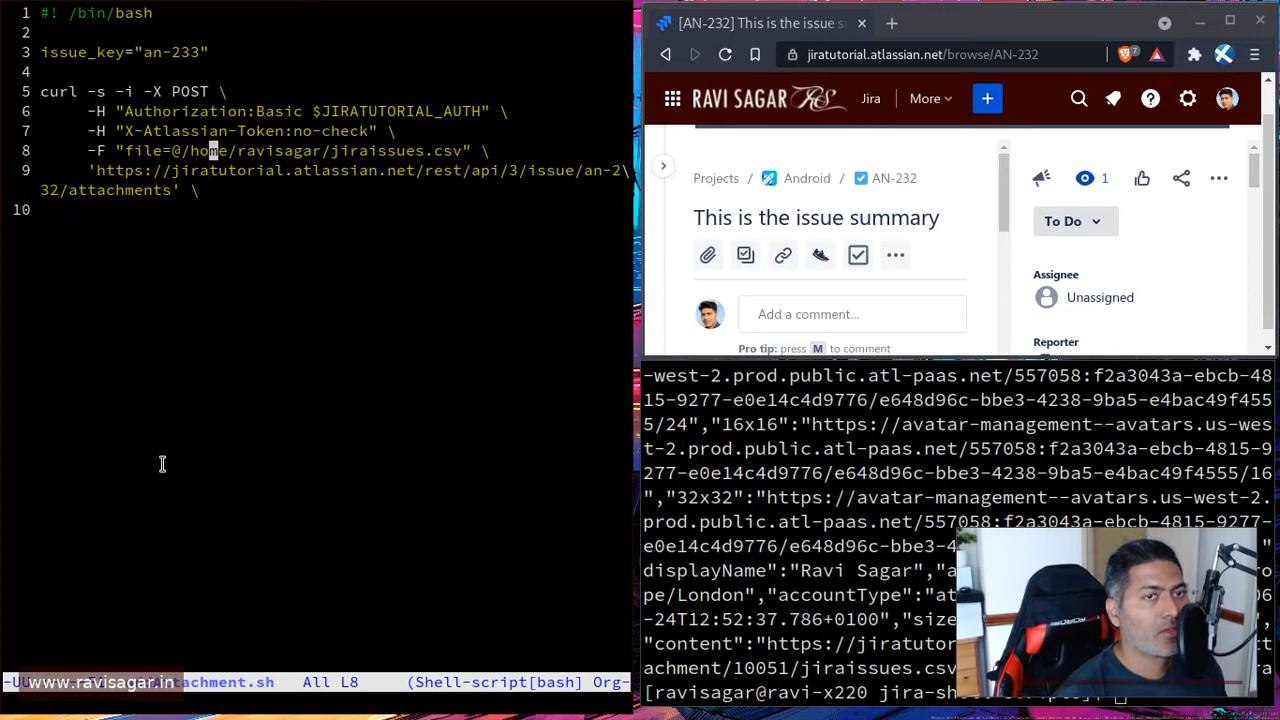 1 #! /bin/bash
2
3 issue_key="an-233"
4
5 curl -s -i -X POST \
6 -H "Authorization:Basic $JIRATUTORIAL_AUTH" \
7 -H "X-Atlassian-Token:no-check" \
8 -F "file=@/home/ravisagar/jiraissues.csv" \
9 'https://jiratutorial.atlassian.net/rest/api/3/issue/an-2\
32/attachments' \
10
www.ravisagar.in
attachment.sh All L8 (Shell-script[bash] Org-
[AN-232] This is the issue s
jiratutorial.atlassian.net/browse/AN-232
7
RAVI SAGAR RS Jira More
Projects / Android / AN-232
1
This is the issue summary
To Do
Assignee
Unassigned
Add a comment…
Reporter
Pro tip: press M to comment
-west-2.prod.public.atl-paas.net/557058:f2a3043a-ebcb-48
15-9277-e0e14c4d9776/e648d96c-bbe3-4238-9ba5-e4bac49f455
5/24","16x16":"https://avatar-management--avatars.us-wes
t-2.prod.public.atl-paas.net/557058:f2a3043a-ebcb-4815-9
277-e0e14c4d9776/e648d96c-bbe3-4238-9ba5-e4bac49f4555/16
","32x32":"https://avatar-management--avatars.us-west-2.
prod.public.atl-paas.net/557058:f2a3043a-ebcb-4815-9277-
e0e14c4d9776/e648d96c-bbe3-4
displayName":"Ravi Sagar","a
pe/London","accountType":"at
-24T12:52:37.786+0100","size
"content":"https://jiratutor
attachment/10051/jiraissues.csv
[ravisagar@ravi-x220 jira-sh